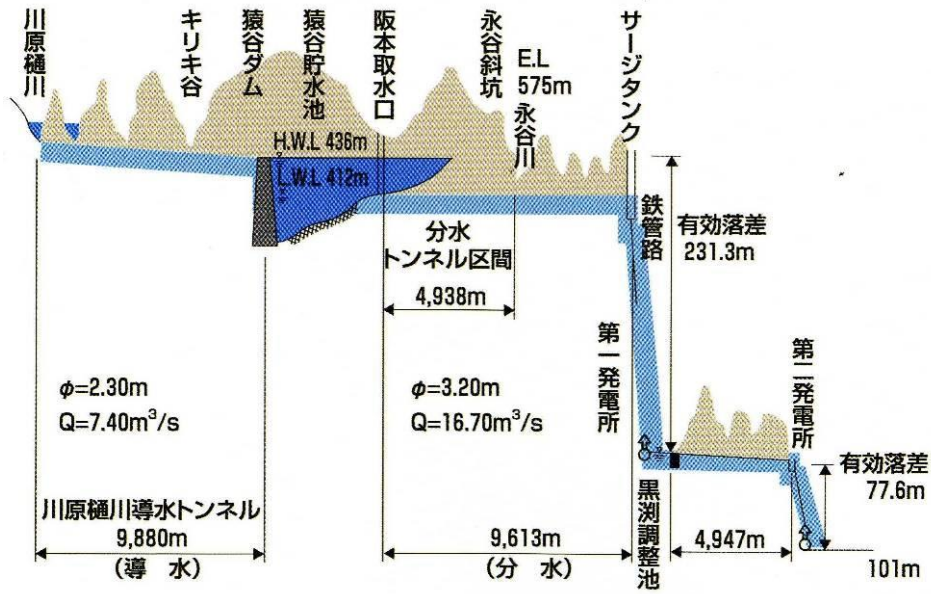 川原樋川
キリキ谷
猿谷ダム
猿谷貯水池
阪本取水口
永谷斜坑
E.L
575m
永谷川
サージタンク
H.W.L 436m
L.W.L 412m
鉄管路
有効落差
231.3m
分水
トンネル区間
4,938m
第一発電所
第二発電所
φ=2.30m
Q=7.40m³/s
φ=3.20m
Q=16.70m³/s
有効落差
77.6m
川原樋川導水トンネル
9,880m
(導 水)
9,613m
(分 水)
黒渕調整池
4,947m
101m